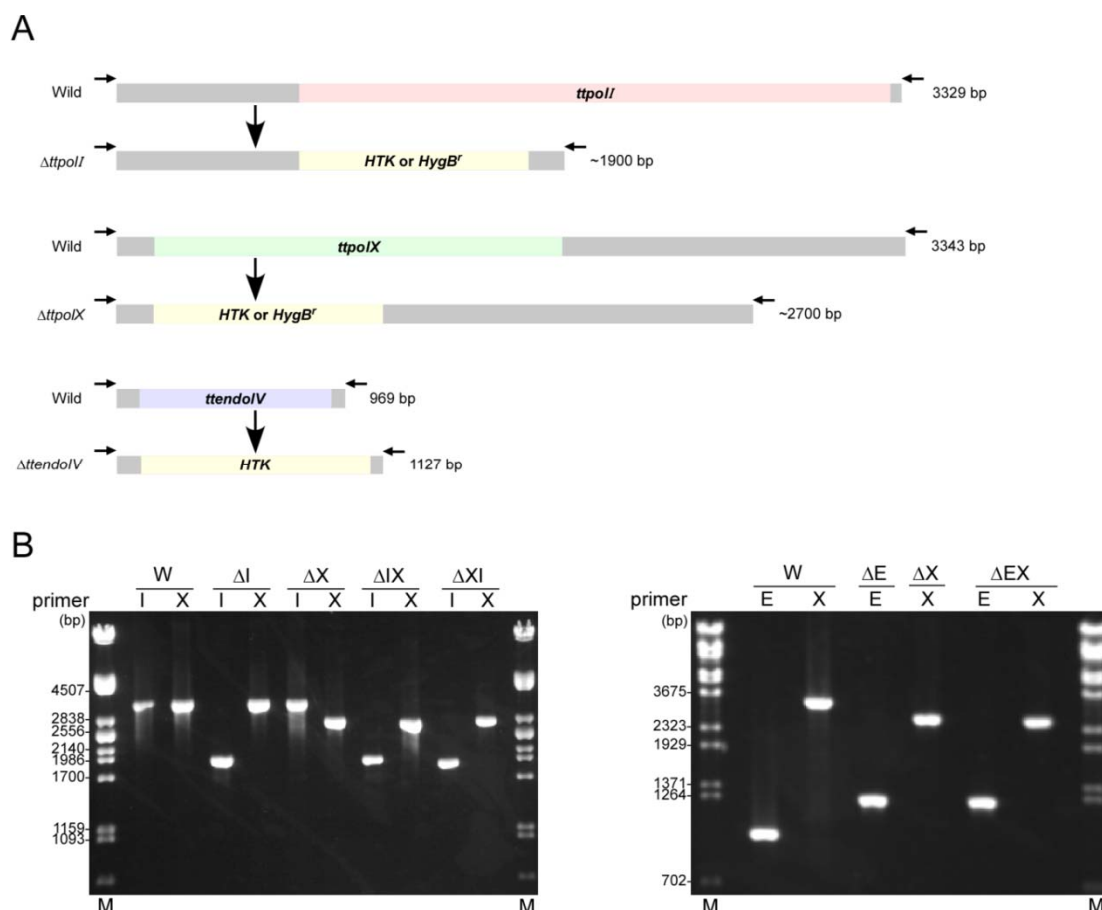 A
Wild
ttpolI
3329 bp
ΔttpolI
HTK or HygBʳ
~1900 bp
Wild
ttpolX
3343 bp
ΔttpolX
HTK or HygBʳ
~2700 bp
Wild
ttendoIV
969 bp
ΔttendoIV
HTK
1127 bp
B
W ΔI ΔX ΔIX ΔXI
primer I X I X I X I X I X
(bp)
4507-
2838-
2556-
2140-
1986-
1700-
1159-
1093-
M M
W ΔE ΔX ΔEX
primer E X E X E X
(bp)
3675-
2323-
1929-
1371-
1264-
702-
M M